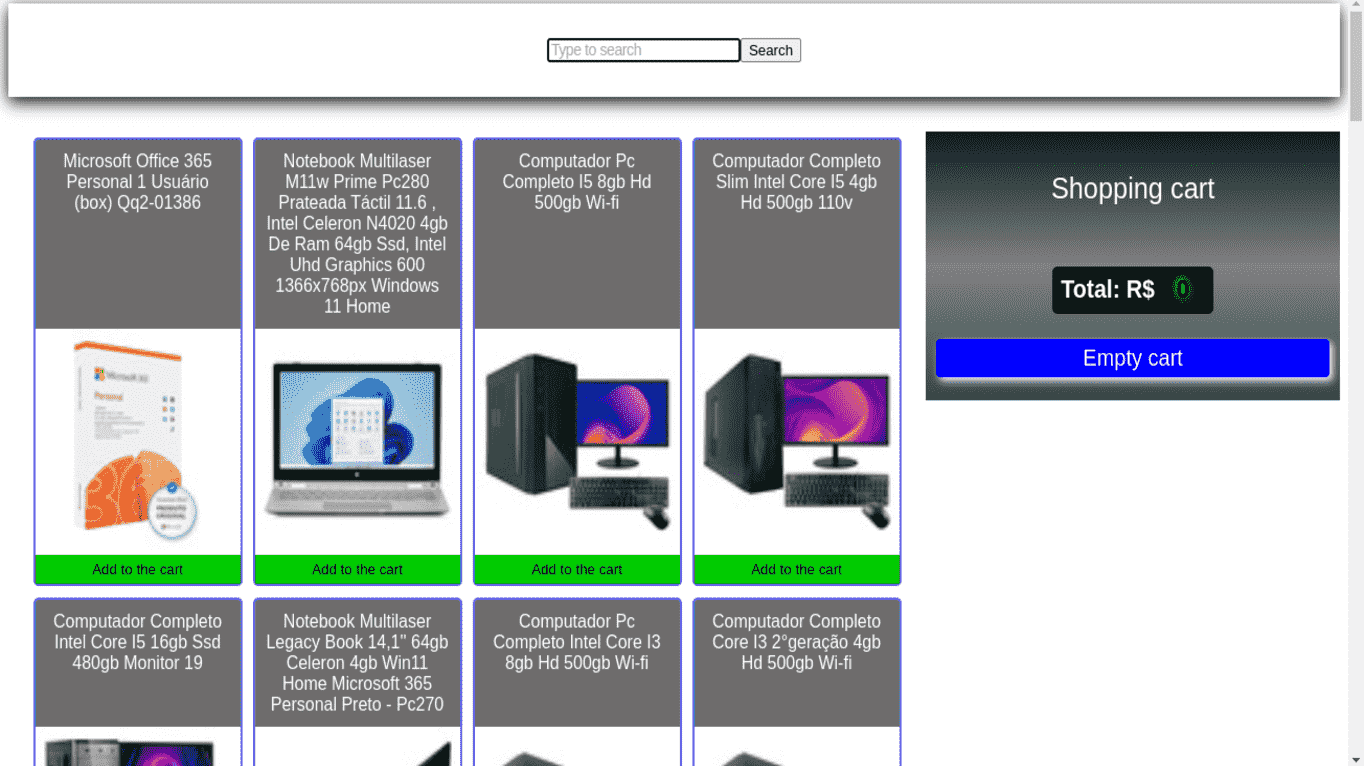 Type to search
Search
Microsoft Office 365
Personal 1 Usuário
(box) Qq2-01386
Add to the cart
Notebook Multilaser
M11w Prime Pc280
Prateada Táctil 11.6 ,
Intel Celeron N4020 4gb
De Ram 64gb Ssd, Intel
Uhd Graphics 600
1366x768px Windows
11 Home
Add to the cart
Computador Pc
Completo I5 8gb Hd
500gb Wi-fi
Add to the cart
Computador Completo
Slim Intel Core I5 4gb
Hd 500gb 110v
Add to the cart
Shopping cart
Total: R$ 0
Empty cart
Computador Completo
Intel Core I5 16gb Ssd
480gb Monitor 19
Notebook Multilaser
Legacy Book 14,1" 64gb
Celeron 4gb Win11
Home Microsoft 365
Personal Preto - Pc270
Computador Pc
Completo Intel Core I3
8gb Hd 500gb Wi-fi
Computador Completo
Core I3 2°geração 4gb
Hd 500gb Wi-fi